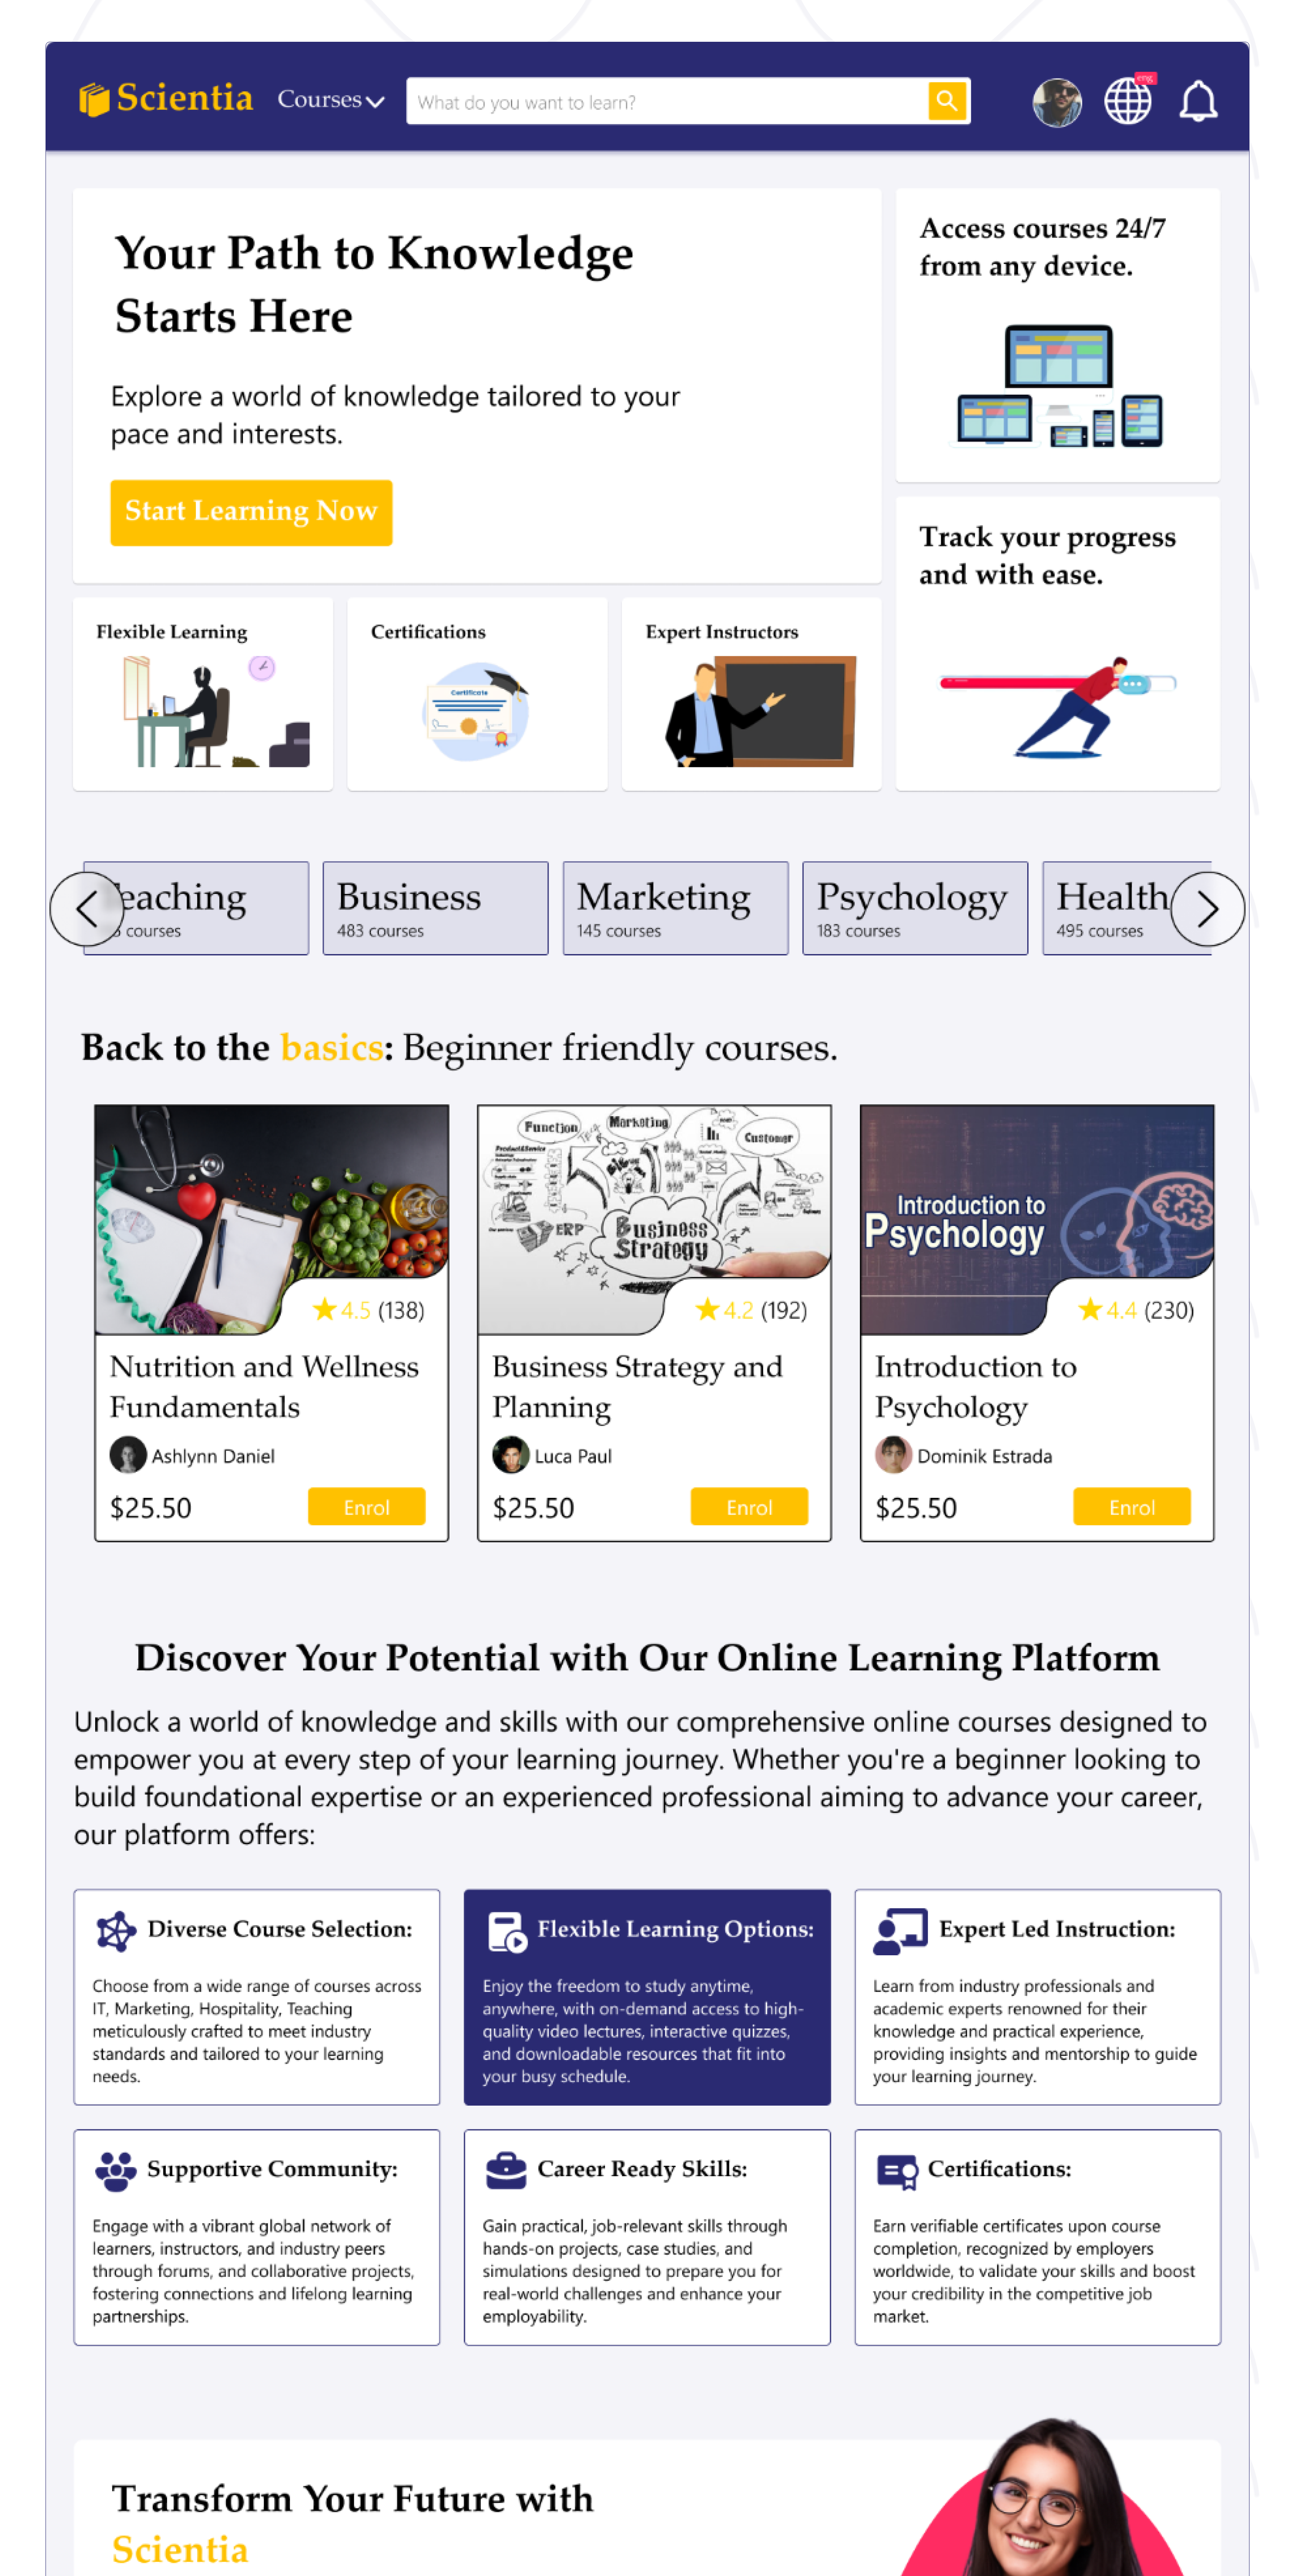 Scientia
Courses
What do you want to learn?
eng
Your Path to Knowledge
Starts Here
Explore a world of knowledge tailored to your
pace and interests.
Start Learning Now
Access courses 24/7
from any device.
Track your progress
and with ease.
Flexible Learning
Certifications
Certificate
Expert Instructors
eaching
courses
Business
483 courses
Marketing
145 courses
Psychology
183 courses
Health
495 courses
Back to the basics: Beginner friendly courses.
4.5 (138)
Nutrition and Wellness
Fundamentals
Ashlynn Daniel
$25.50
Enrol
Function
Marketing
Customer
Product&Service
ERP
Business
Strategy
4.2 (192)
Business Strategy and
Planning
Luca Paul
$25.50
Enrol
Introduction to
Psychology
4.4 (230)
Introduction to
Psychology
Dominik Estrada
$25.50
Enrol
Discover Your Potential with Our Online Learning Platform
Unlock a world of knowledge and skills with our comprehensive online courses designed to
empower you at every step of your learning journey. Whether you're a beginner looking to
build foundational expertise or an experienced professional aiming to advance your career,
our platform offers:
Diverse Course Selection:
Choose from a wide range of courses across
IT, Marketing, Hospitality, Teaching
meticulously crafted to meet industry
standards and tailored to your learning
needs.
Flexible Learning Options:
Enjoy the freedom to study anytime,
anywhere, with on-demand access to high-
quality video lectures, interactive quizzes,
and downloadable resources that fit into
your busy schedule.
Expert Led Instruction:
Learn from industry professionals and
academic experts renowned for their
knowledge and practical experience,
providing insights and mentorship to guide
your learning journey.
Supportive Community:
Engage with a vibrant global network of
learners, instructors, and industry peers
through forums, and collaborative projects,
fostering connections and lifelong learning
partnerships.
Career Ready Skills:
Gain practical, job-relevant skills through
hands-on projects, case studies, and
simulations designed to prepare you for
real-world challenges and enhance your
employability.
Certifications:
Earn verifiable certificates upon course
completion, recognized by employers
worldwide, to validate your skills and boost
your credibility in the competitive job
market.
Transform Your Future with
Scientia